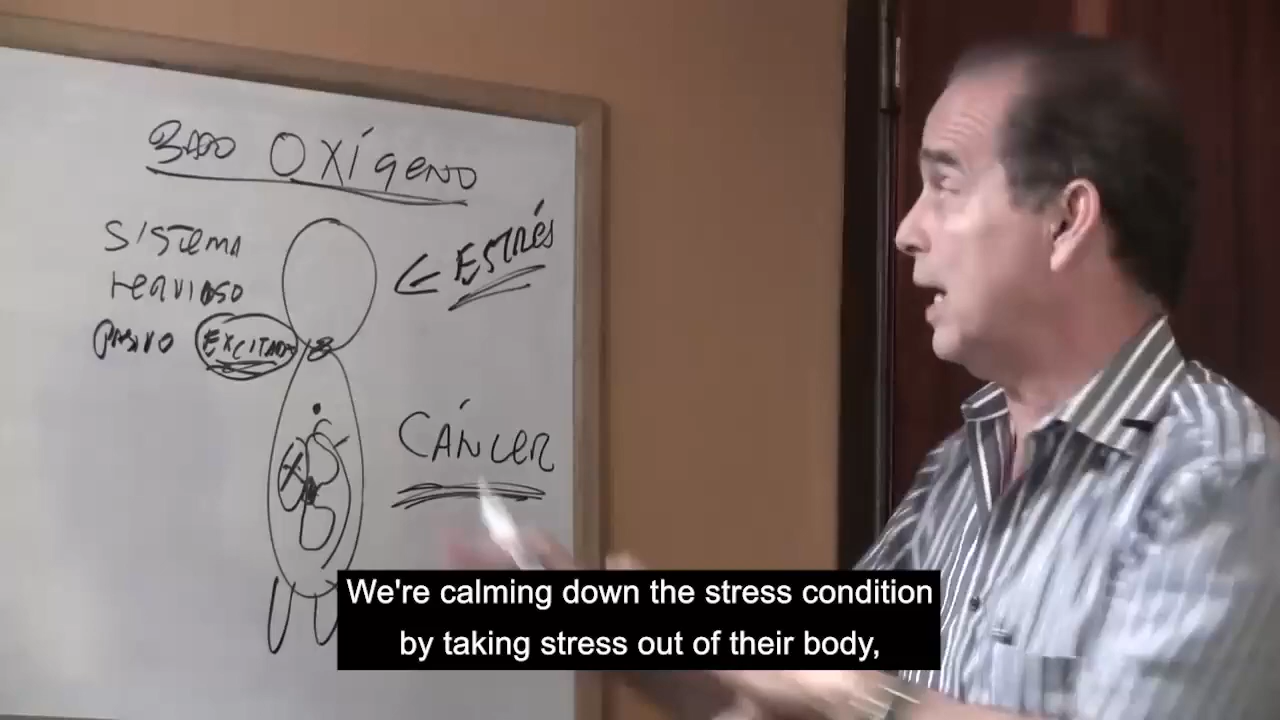 BAJO OXÍGENO
SISTEMA
nervioso
PASIVO EXCITADO
← ESTRÉS
CÁNCER
We're calming down the stress condition
by taking stress out of their body,